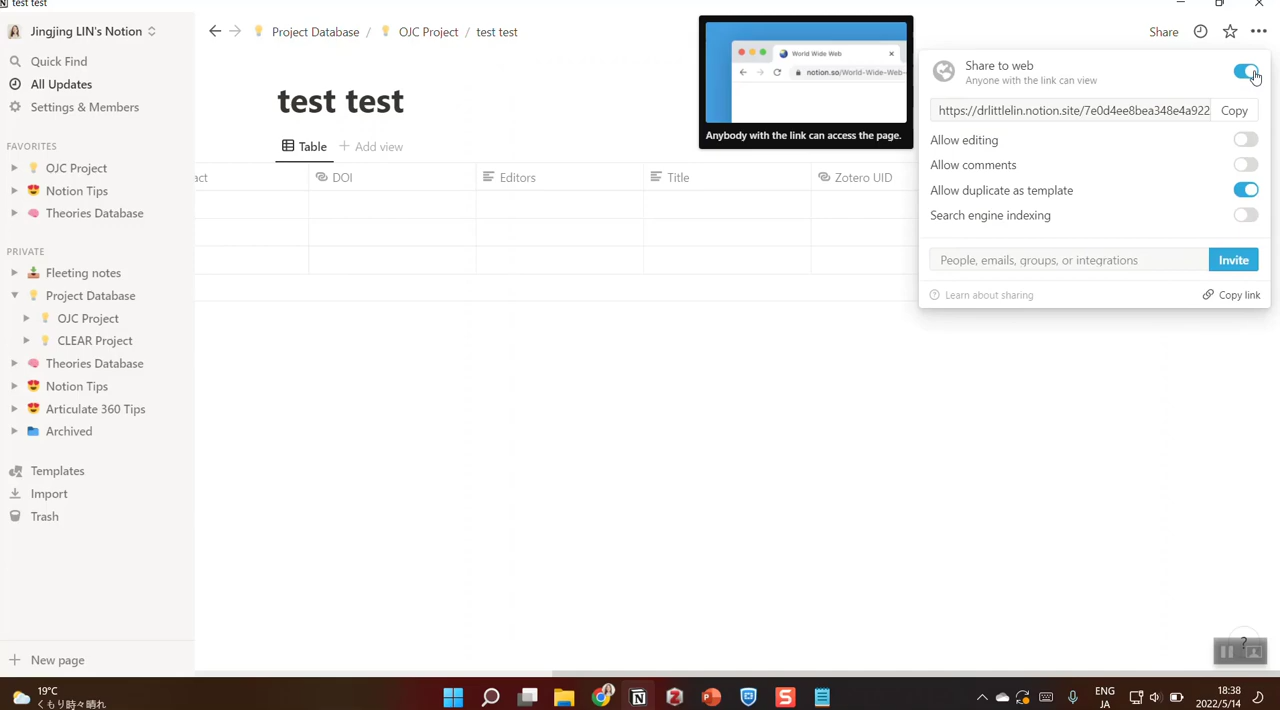 test test
Jingjing LIN's Notion
Project Database / OJC Project / test test
Share
Quick Find
All Updates
Settings & Members
FAVORITES
OJC Project
Notion Tips
Theories Database
PRIVATE
Fleeting notes
Project Database
OJC Project
CLEAR Project
Theories Database
Notion Tips
Articulate 360 Tips
Archived
Templates
Import
Trash
New page
test test
Table
Add view
act
DOI
Editors
Title
Zotero UID
World Wide Web
notion.so/World-Wide-Web-
Anybody with the link can access the page.
Share to web
Anyone with the link can view
https://drlittlelin.notion.site/7e0d4ee8bea348e4a922
Copy
Allow editing
Allow comments
Allow duplicate as template
Search engine indexing
People, emails, groups, or integrations
Invite
Learn about sharing
Copy link
?
19°C
くもり時々晴れ
ENG
JA
18:38
2022/5/14